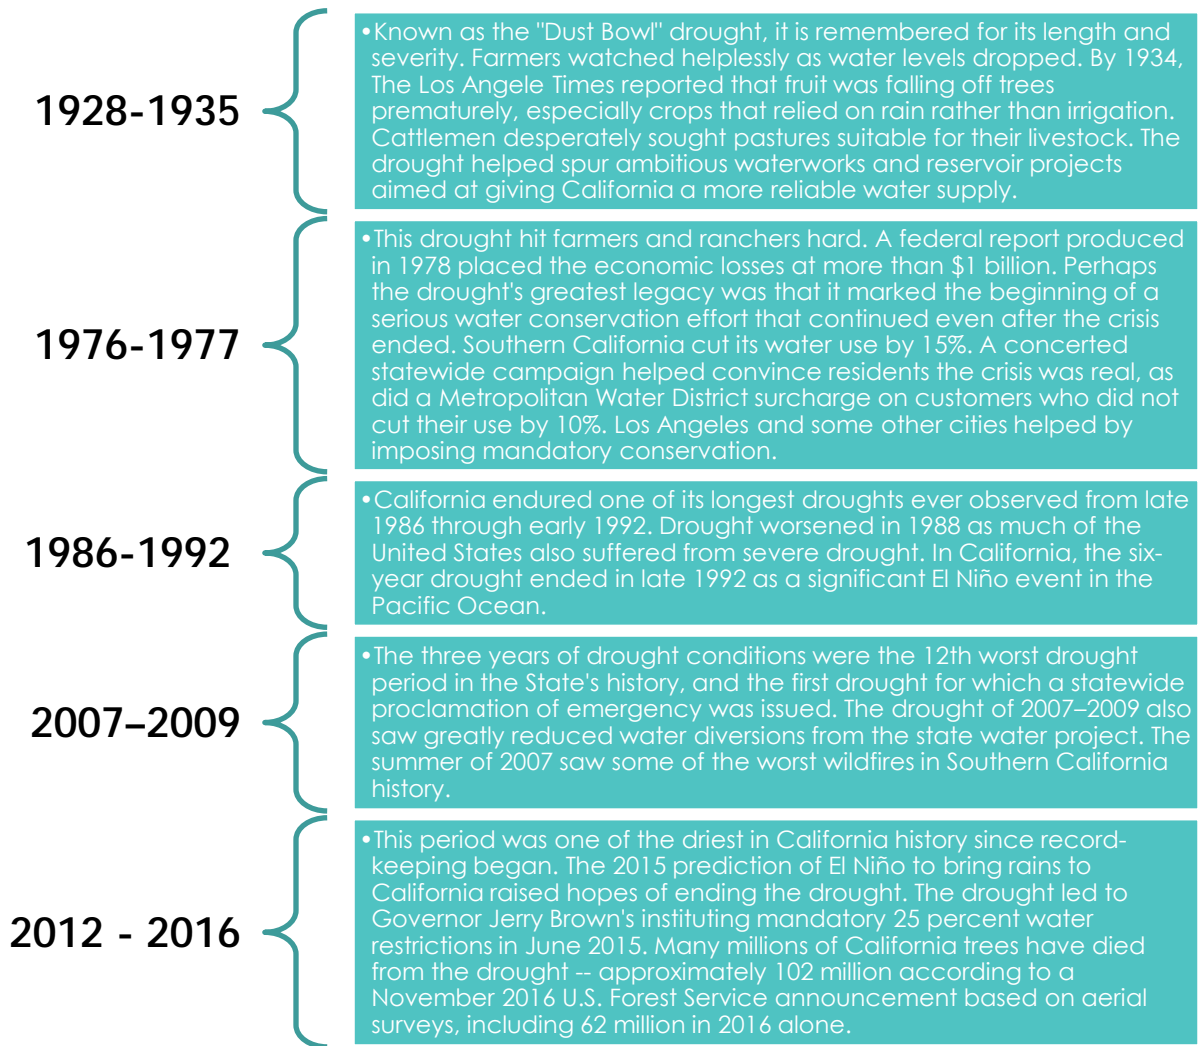 1928-1935
•Known as the "Dust Bowl" drought, it is remembered for its length and
severity. Farmers watched helplessly as water levels dropped. By 1934,
The Los Angele Times reported that fruit was falling off trees
prematurely, especially crops that relied on rain rather than irrigation.
Cattlemen desperately sought pastures suitable for their livestock. The
drought helped spur ambitious waterworks and reservoir projects
aimed at giving California a more reliable water supply.
1976-1977
•This drought hit farmers and ranchers hard. A federal report produced
in 1978 placed the economic losses at more than $1 billion. Perhaps
the drought's greatest legacy was that it marked the beginning of a
serious water conservation effort that continued even after the crisis
ended. Southern California cut its water use by 15%. A concerted
statewide campaign helped convince residents the crisis was real, as
did a Metropolitan Water District surcharge on customers who did not
cut their use by 10%. Los Angeles and some other cities helped by
imposing mandatory conservation.
1986-1992
•California endured one of its longest droughts ever observed from late
1986 through early 1992. Drought worsened in 1988 as much of the
United States also suffered from severe drought. In California, the six-
year drought ended in late 1992 as a significant El Niño event in the
Pacific Ocean.
2007–2009
•The three years of drought conditions were the 12th worst drought
period in the State's history, and the first drought for which a statewide
proclamation of emergency was issued. The drought of 2007–2009 also
saw greatly reduced water diversions from the state water project. The
summer of 2007 saw some of the worst wildfires in Southern California
history.
2012 - 2016
•This period was one of the driest in California history since record-
keeping began. The 2015 prediction of El Niño to bring rains to
California raised hopes of ending the drought. The drought led to
Governor Jerry Brown's instituting mandatory 25 percent water
restrictions in June 2015. Many millions of California trees have died
from the drought -- approximately 102 million according to a
November 2016 U.S. Forest Service announcement based on aerial
surveys, including 62 million in 2016 alone.